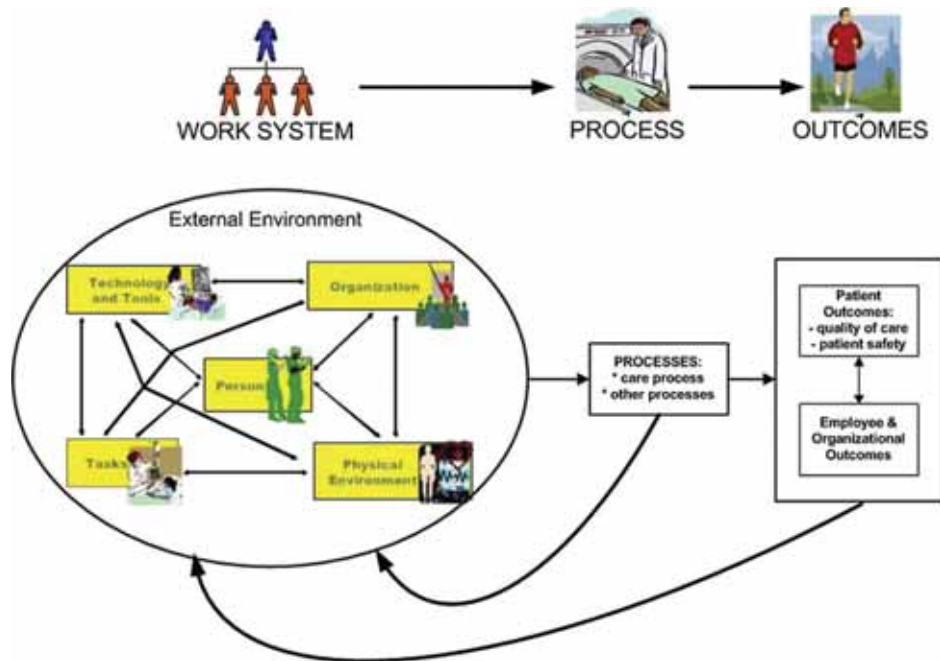 WORK SYSTEM
PROCESS
OUTCOMES
External Environment
Technology
and Tools
Organization
Person
Tasks
Physical
Environment
PROCESSES:
* care process
* other processes
Patient
Outcomes:
- quality of care
- patient safety
Employee &
Organizational
Outcomes